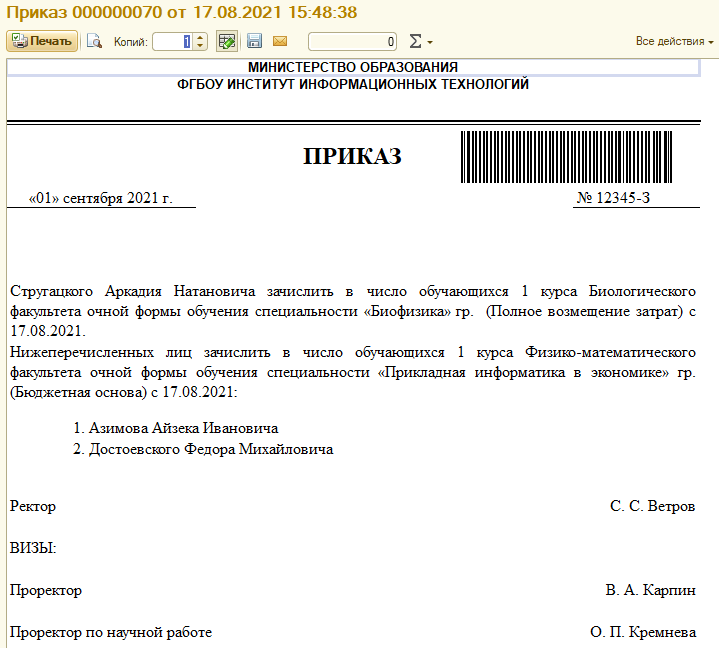 Приказ 000000070 от 17.08.2021 15:48:38
Печать Копий: 1 0 Σ Все действия
МИНИСТЕРСТВО ОБРАЗОВАНИЯ
ФГБОУ ИНСТИТУТ ИНФОРМАЦИОННЫХ ТЕХНОЛОГИЙ
ПРИКАЗ
«01» сентября 2021 г. № 12345-З
Стругацкого Аркадия Натановича зачислить в число обучающихся 1 курса Биологического
факультета очной формы обучения специальности «Биофизика» гр. (Полное возмещение затрат) с
17.08.2021.
Нижеперечисленных лиц зачислить в число обучающихся 1 курса Физико-математического
факультета очной формы обучения специальности «Прикладная информатика в экономике» гр.
(Бюджетная основа) с 17.08.2021:
1. Азимова Айзека Ивановича
2. Достоевского Федора Михайловича
Ректор С. С. Ветров
ВИЗЫ:
Проректор В. А. Карпин
Проректор по научной работе О. П. Кремнева